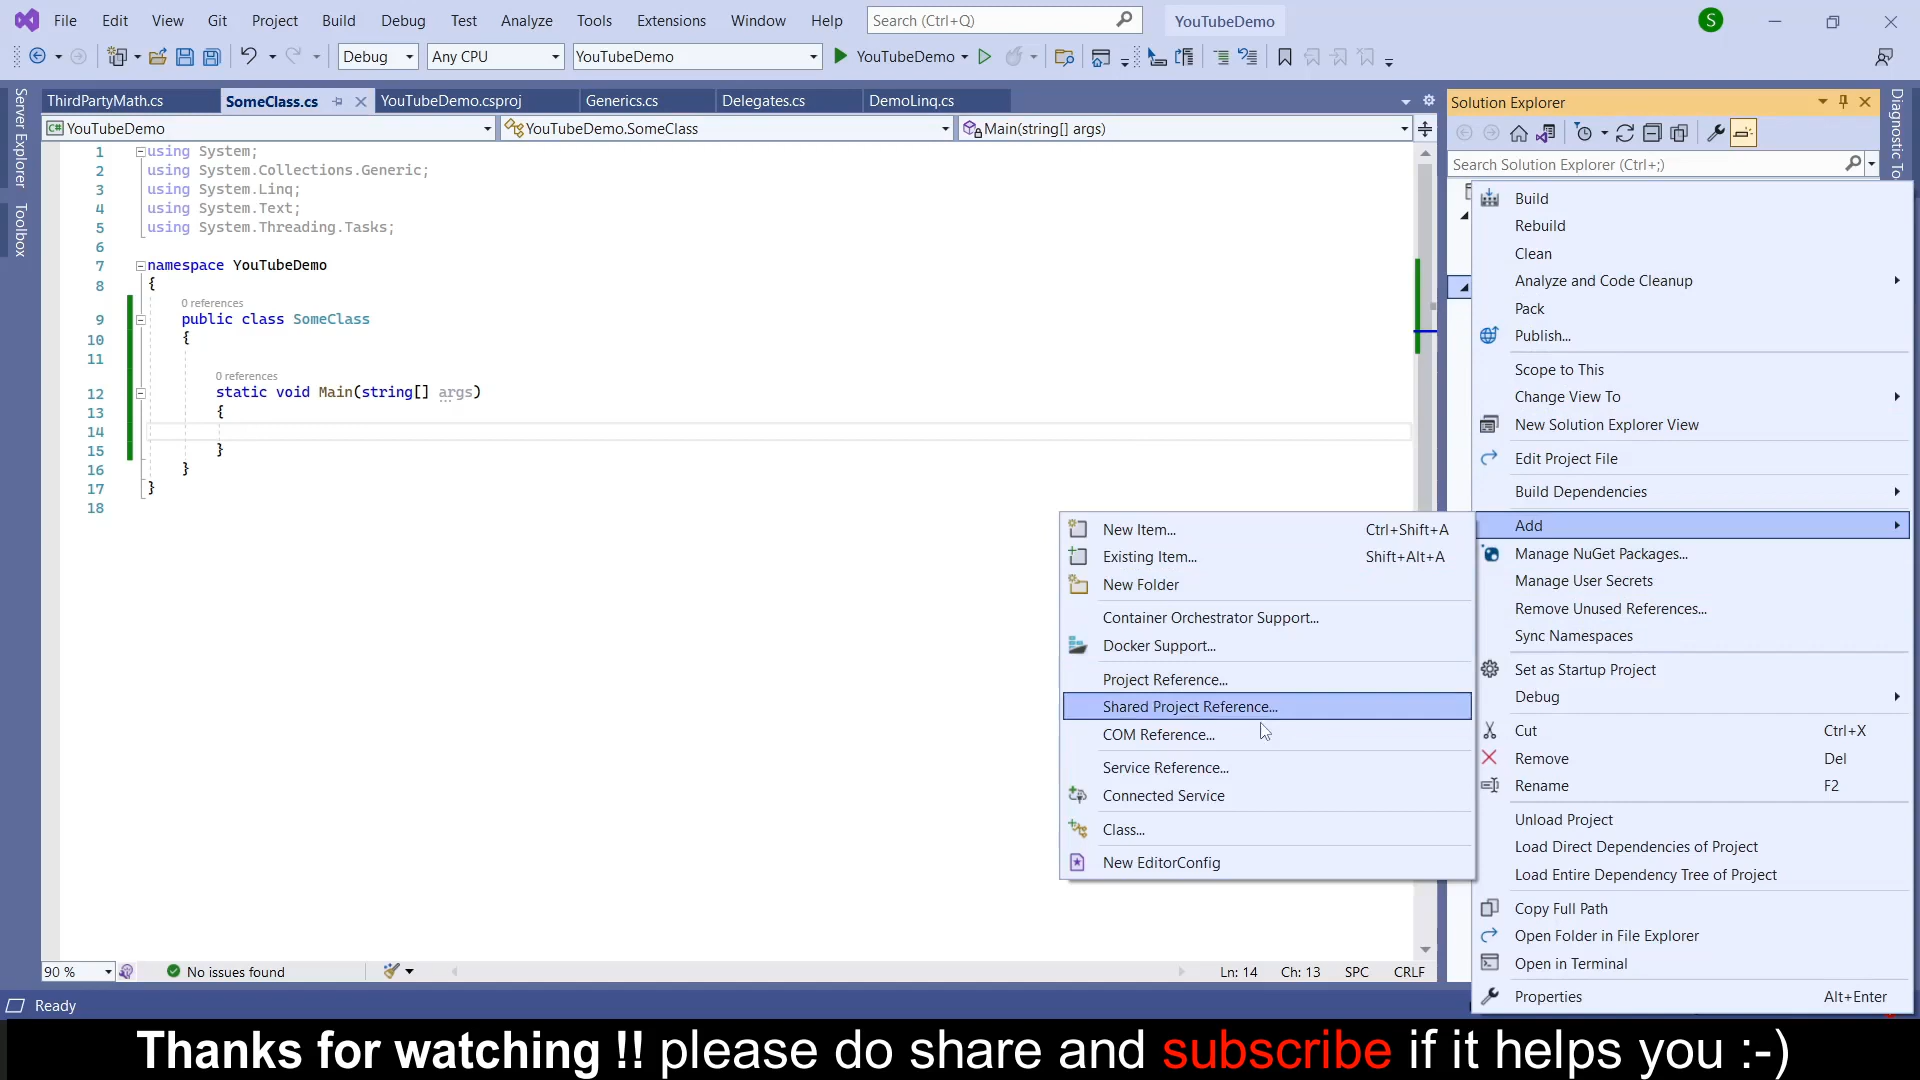 File Edit View Git Project Build Debug Test Analyze Tools Extensions Window Help Search (Ctrl+Q) YouTubeDemo S
Debug Any CPU YouTubeDemo YouTubeDemo
Server Explorer
Toolbox
ThirdPartyMath.cs SomeClass.cs YouTubeDemo.csproj Generics.cs Delegates.cs DemoLinq.cs
C# YouTubeDemo YouTubeDemo.SomeClass Main(string[] args)
1 using System;
2 using System.Collections.Generic;
3 using System.Linq;
4 using System.Text;
5 using System.Threading.Tasks;
6
7 namespace YouTubeDemo
8 {
0 references
9 public class SomeClass
10 {
11
0 references
12 static void Main(string[] args)
13 {
14
15 }
16 }
17 }
18
90 % No issues found Ln: 14 Ch: 13 SPC CRLF
Ready
Solution Explorer
Search Solution Explorer (Ctrl+;)
Diagnostic To
Build
Rebuild
Clean
Analyze and Code Cleanup
Pack
Publish...
Scope to This
Change View To
New Solution Explorer View
Edit Project File
Build Dependencies
Add
Manage NuGet Packages...
Manage User Secrets
Remove Unused References...
Sync Namespaces
Set as Startup Project
Debug
Cut Ctrl+X
Remove Del
Rename F2
Unload Project
Load Direct Dependencies of Project
Load Entire Dependency Tree of Project
Copy Full Path
Open Folder in File Explorer
Open in Terminal
Properties Alt+Enter
New Item... Ctrl+Shift+A
Existing Item... Shift+Alt+A
New Folder
Container Orchestrator Support...
Docker Support...
Project Reference...
Shared Project Reference...
COM Reference...
Service Reference...
Connected Service
Class...
New EditorConfig
Thanks for watching !! please do share and subscribe if it helps you :-)